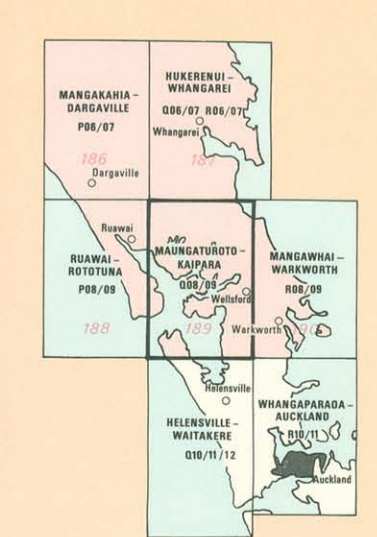 MANGAKAHIA –
DARGAVILLE
P06/07
186
Dargaville
HUKERENUI –
WHANGAREI
Q06/07 R06/07
Whangarei
187
Ruawai
RUAWAI –
ROTOTUNA
P08/09
188
MAUNGATUROTO –
KAIPARA
Q08/09
Wellsford
189
MANGAWHAI –
WARKWORTH
R08/09
Warkworth
190
Helensville
HELENSVILLE –
WAITAKERE
Q10/11/12
WHANGAPARAOA –
AUCKLAND
R10/11
Auckland